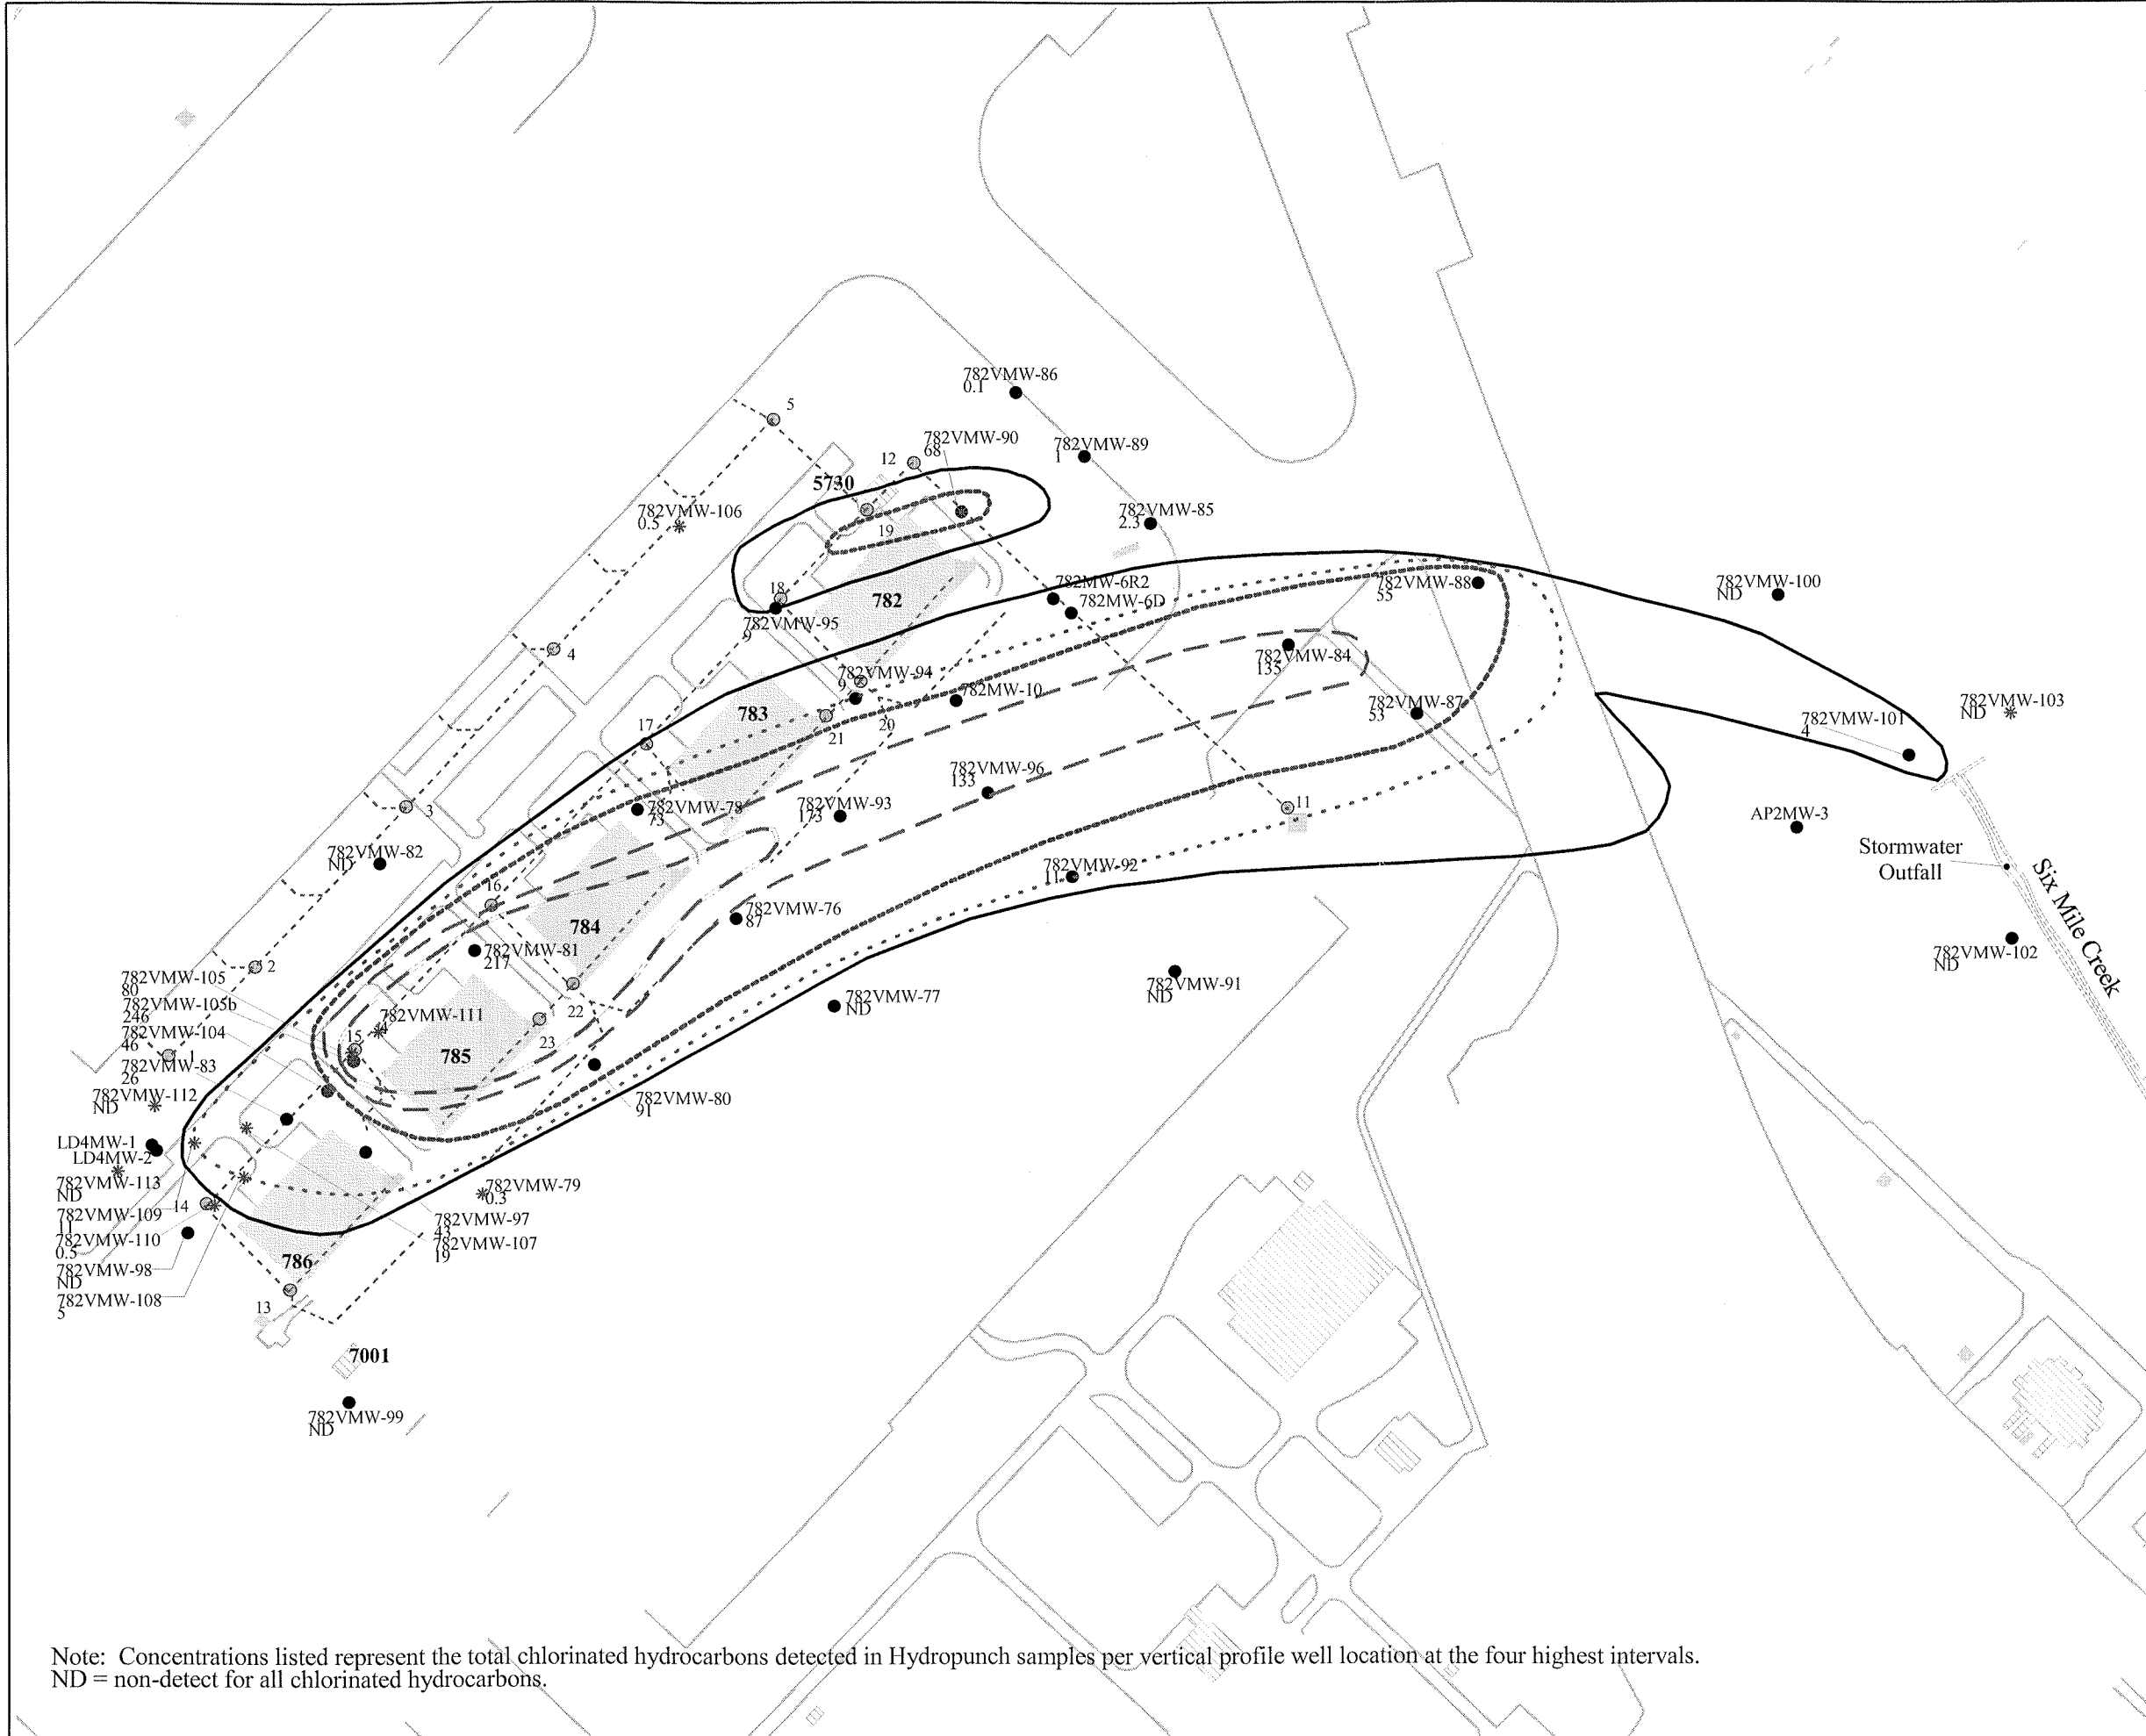 782VMW-86
0.1
5
782VMW-90
68
12
782VMW-89
1
5730
782VMW-106
0.5
782VMW-85
2.3
19
18
782MW-6R2
782VMW-88
55
782VMW-100
ND
782
782MW-6D
782VMW-95
9
4
782VMW-84
135
782VMW-94
9
782MW-10
782VMW-87
53
782VMW-103
ND
783
17
21
20
782VMW-101
4
782VMW-96
133
3
782VMW-78
73
782VMW-93
173
11
AP2MW-3
782VMW-82
ND
Stormwater
Outfall
782VMW-92
11
Six Mile Creek
16
782VMW-76
87
784
782VMW-81
217
782VMW-102
ND
2
782VMW-105
80
782VMW-91
ND
782VMW-105b
246
782VMW-77
ND
782VMW-104
46
782VMW-111
4
22
15
1
785
23
782VMW-83
26
782VMW-112
ND
782VMW-80
91
LD4MW-1
LD4MW-2
782VMW-113
ND
782VMW-79
0.3
14
782VMW-109
11
782VMW-97
43
782VMW-110
0.5
782VMW-107
19
786
782VMW-98
ND
782VMW-108
5
13
7001
782VMW-99
ND
Note: Concentrations listed represent the total chlorinated hydrocarbons detected in Hydropunch samples per vertical profile well location at the four highest intervals.
ND = non-detect for all chlorinated hydrocarbons.